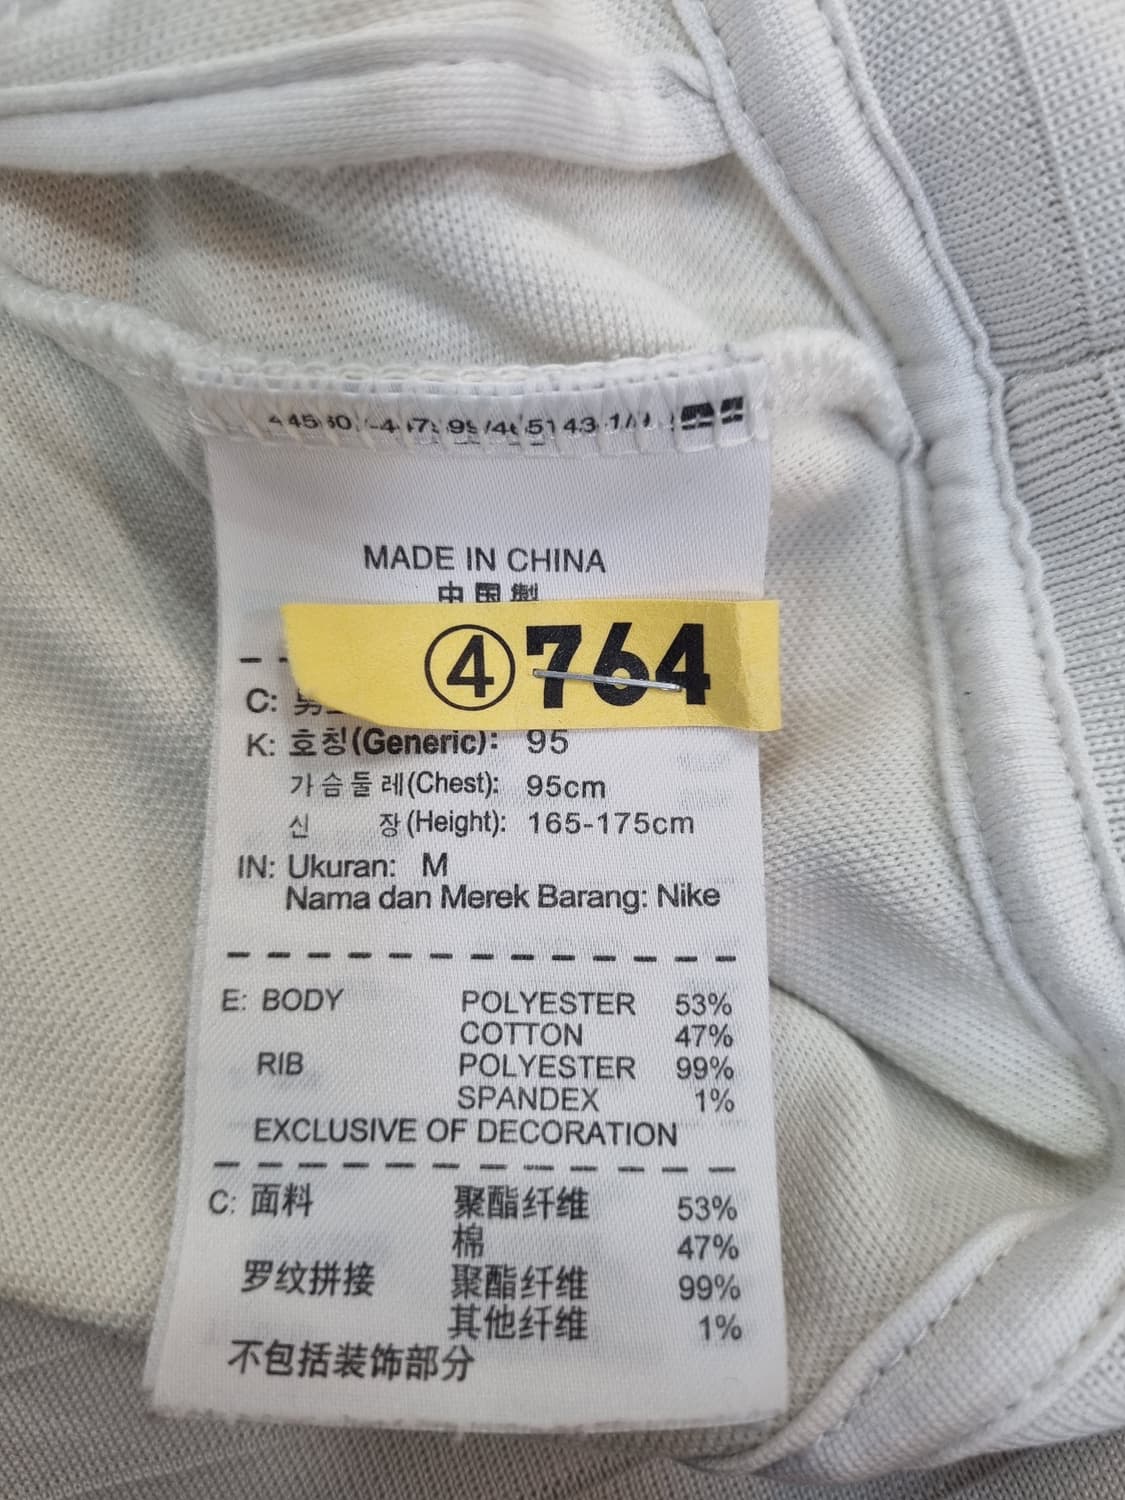 MADE IN CHINA
中国製
④764
C:
K: 호칭(Generic): 95
가슴둘레(Chest): 95cm
신 장(Height): 165-175cm
IN: Ukuran: M
Nama dan Merek Barang: Nike
E: BODY POLYESTER 53%
COTTON 47%
RIB POLYESTER 99%
SPANDEX 1%
EXCLUSIVE OF DECORATION
C: 面料 聚酯纤维 53%
棉 47%
罗纹拼接 聚酯纤维 99%
其他纤维 1%
不包括装饰部分